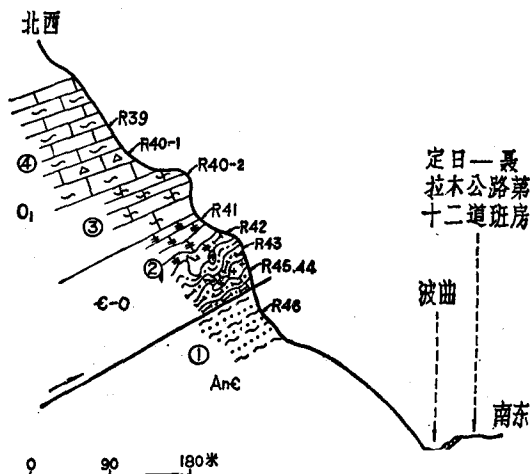 北西
R39
R40-1
R40-2
④
O₁
③
R41
R42
R43
②
R45,44
Є-O
R46
①
AnЄ
定日—聂
拉木公路第
十二道班房
波曲
南东
0 90 180米